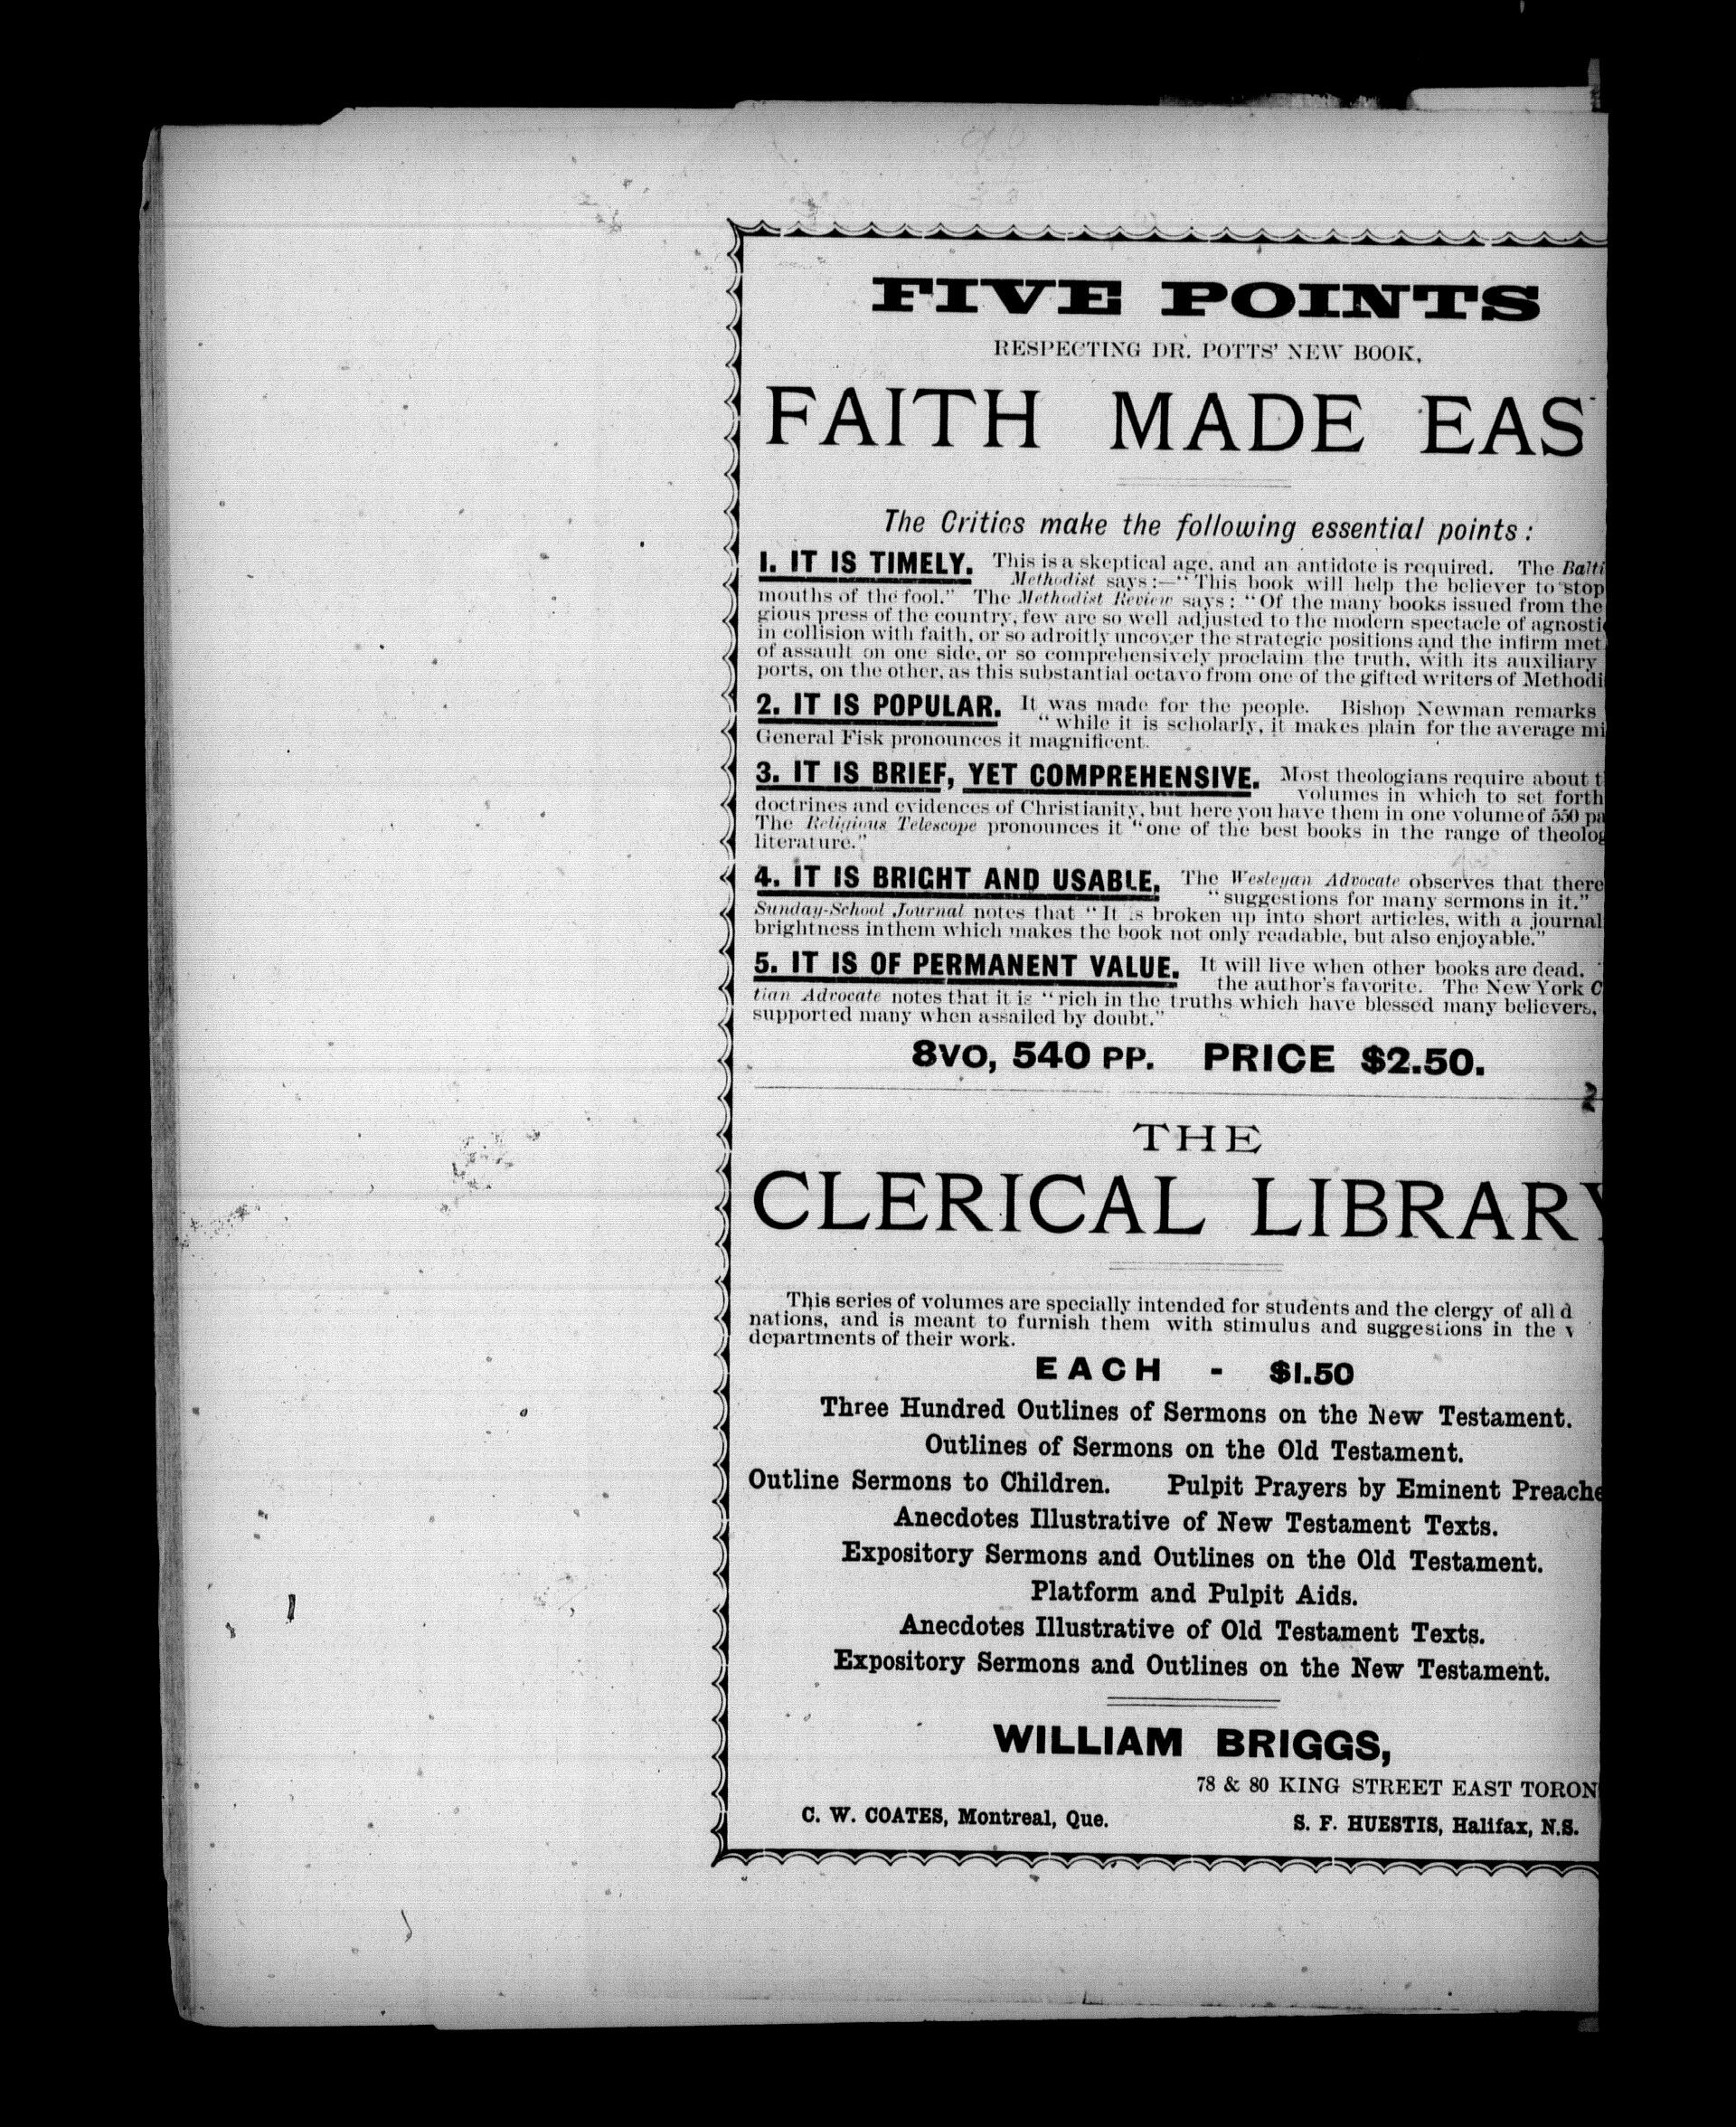 FIVE POINTS
RESPECTING DR. POTTS' NEW BOOK,
FAITH MADE EAS
The Critics make the following essential points:
1. IT IS TIMELY. This is a skeptical age, and an antidote is required. The Balti
Methodist says:—"This book will help the believer to stop
mouths of the fool." The Methodist Review says: "Of the many books issued from the
gious press of the country, few are so well adjusted to the modern spectacle of agnosti
in collision with faith, or so adroitly uncover the strategic positions and the infirm met
of assault on one side, or so comprehensively proclaim the truth, with its auxiliary
ports, on the other, as this substantial octavo from one of the gifted writers of Methodi
2. IT IS POPULAR. It was made for the people. Bishop Newman remarks
"while it is scholarly, it makes plain for the average mi
General Fisk pronounces it magnificent.
3. IT IS BRIEF, YET COMPREHENSIVE. Most theologians require about t
volumes in which to set forth
doctrines and evidences of Christianity, but here you have them in one volume of 550 pa
The Religious Telescope pronounces it "one of the best books in the range of theolog
literature."
4. IT IS BRIGHT AND USABLE. The Wesleyan Advocate observes that there
"suggestions for many sermons in it."
Sunday-School Journal notes that "It is broken up into short articles, with a journal
brightness in them which makes the book not only readable, but also enjoyable."
5. IT IS OF PERMANENT VALUE. It will live when other books are dead.
the author's favorite. The New York C
tian Advocate notes that it is "rich in the truths which have blessed many believers,
supported many when assailed by doubt."
8VO, 540 PP. PRICE $2.50.
2
THE
CLERICAL LIBRARY
This series of volumes are specially intended for students and the clergy of all d
nations, and is meant to furnish them with stimulus and suggestions in the v
departments of their work.
EACH - $1.50
Three Hundred Outlines of Sermons on the New Testament.
Outlines of Sermons on the Old Testament.
Outline Sermons to Children. Pulpit Prayers by Eminent Preache
Anecdotes Illustrative of New Testament Texts.
Expository Sermons and Outlines on the Old Testament.
Platform and Pulpit Aids.
Anecdotes Illustrative of Old Testament Texts.
Expository Sermons and Outlines on the New Testament.
WILLIAM BRIGGS,
78 & 80 KING STREET EAST TORON
C. W. COATES, Montreal, Que. S. F. HUESTIS, Halifax, N.S.